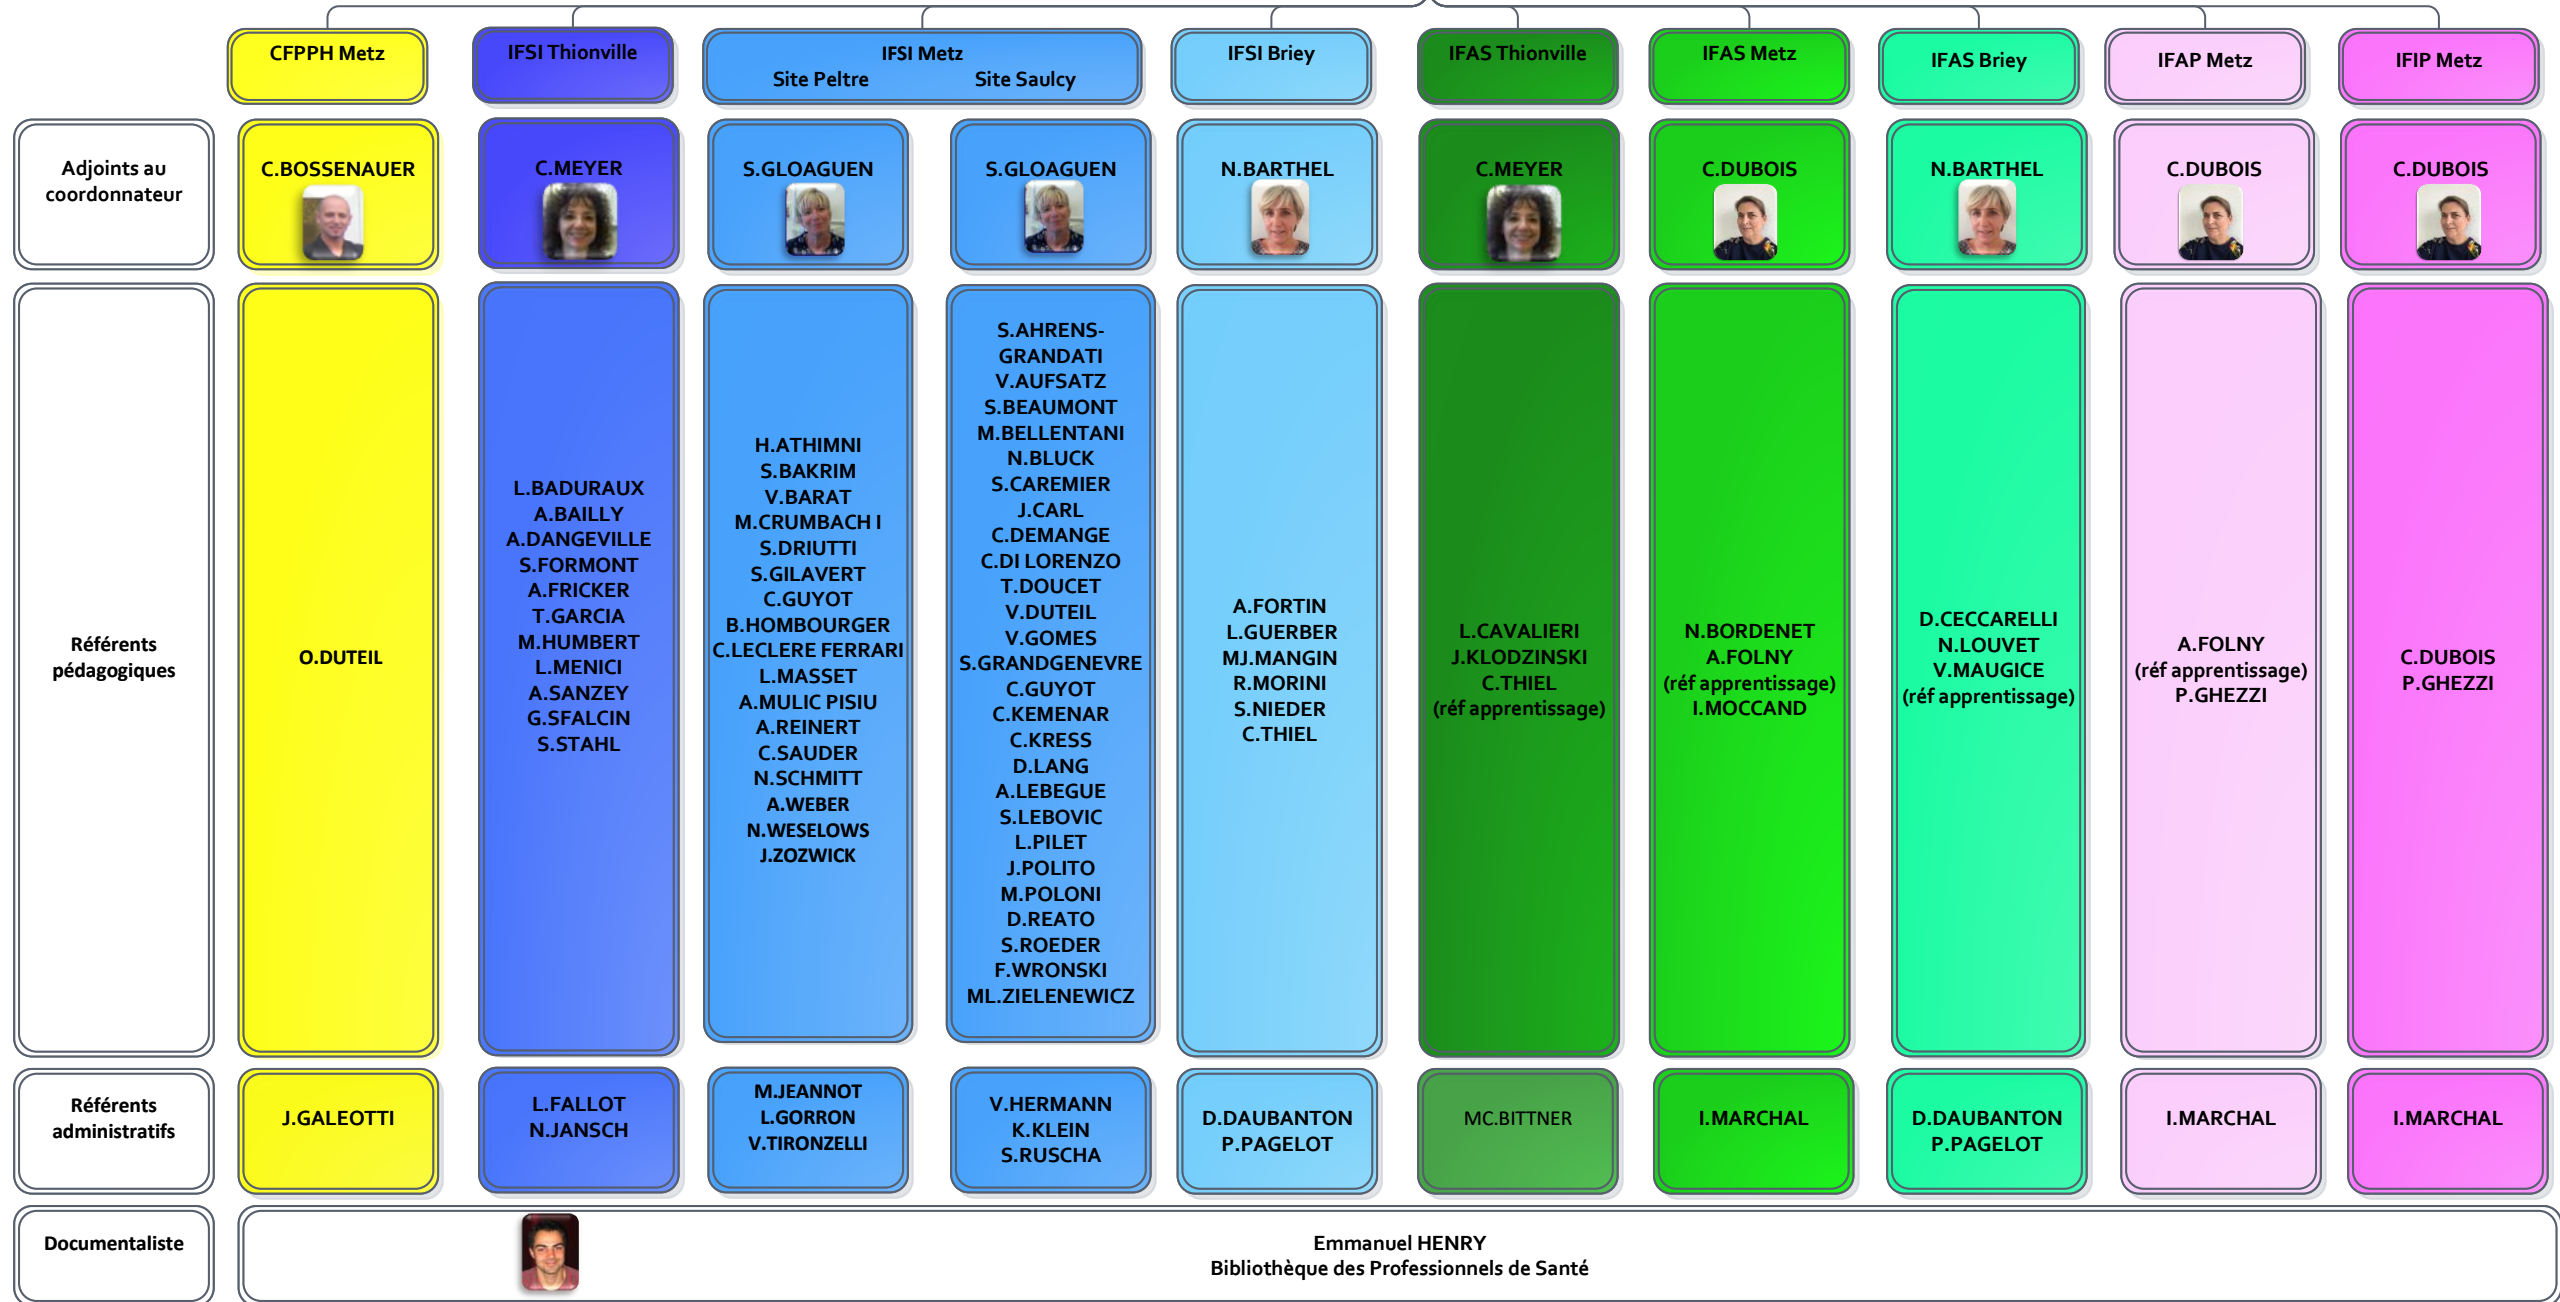 CFPPH Metz
IFSI Thionville
IFSI Metz
Site Peltre Site Saulcy
IFSI Briey
IFAS Thionville
IFAS Metz
IFAS Briey
IFAP Metz
IFIP Metz
Adjoints au
coordonnateur
C.BOSSENAUER
C.MEYER
S.GLOAGUEN
S.GLOAGUEN
N.BARTHEL
C.MEYER
C.DUBOIS
N.BARTHEL
C.DUBOIS
C.DUBOIS
Référents
pédagogiques
O.DUTEIL
L.BADURAUX
A.BAILLY
A.DANGEVILLE
S.FORMONT
A.FRICKER
T.GARCIA
M.HUMBERT
L.MENICI
A.SANZEY
G.SFALCIN
S.STAHL
H.ATHIMNI
S.BAKRIM
V.BARAT
M.CRUMBACH I
S.DRIUTTI
S.GILAVERT
C.GUYOT
B.HOMBOURGER
C.LECLERE FERRARI
L.MASSET
A.MULIC PISIU
A.REINERT
C.SAUDER
N.SCHMITT
A.WEBER
N.WESELOWS
J.ZOZWICK
S.AHRENS-
GRANDATI
V.AUFSATZ
S.BEAUMONT
M.BELLENTANI
N.BLUCK
S.CAREMIER
J.CARL
C.DEMANGE
C.DI LORENZO
T.DOUCET
V.DUTEIL
V.GOMES
S.GRANDGENEVRE
C.GUYOT
C.KEMENAR
C.KRESS
D.LANG
A.LEBEGUE
S.LEBOVIC
L.PILET
J.POLITO
M.POLONI
D.REATO
S.ROEDER
F.WRONSKI
ML.ZIELENEWICZ
A.FORTIN
L.GUERBER
MJ.MANGIN
R.MORINI
S.NIEDER
C.THIEL
L.CAVALIERI
J.KLODZINSKI
C.THIEL
(réf apprentissage)
N.BORDENET
A.FOLNY
(réf apprentissage)
I.MOCCAND
D.CECCARELLI
N.LOUVET
V.MAUGICE
(réf apprentissage)
A.FOLNY
(réf apprentissage)
P.GHEZZI
C.DUBOIS
P.GHEZZI
Référents
administratifs
J.GALEOTTI
L.FALLOT
N.JANSCH
M.JEANNOT
L.GORRON
V.TIRONZELLI
V.HERMANN
K.KLEIN
S.RUSCHA
D.DAUBANTON
P.PAGELOT
MC.BITTNER
I.MARCHAL
D.DAUBANTON
P.PAGELOT
I.MARCHAL
I.MARCHAL
Documentaliste
Emmanuel HENRY
Bibliothèque des Professionnels de Santé